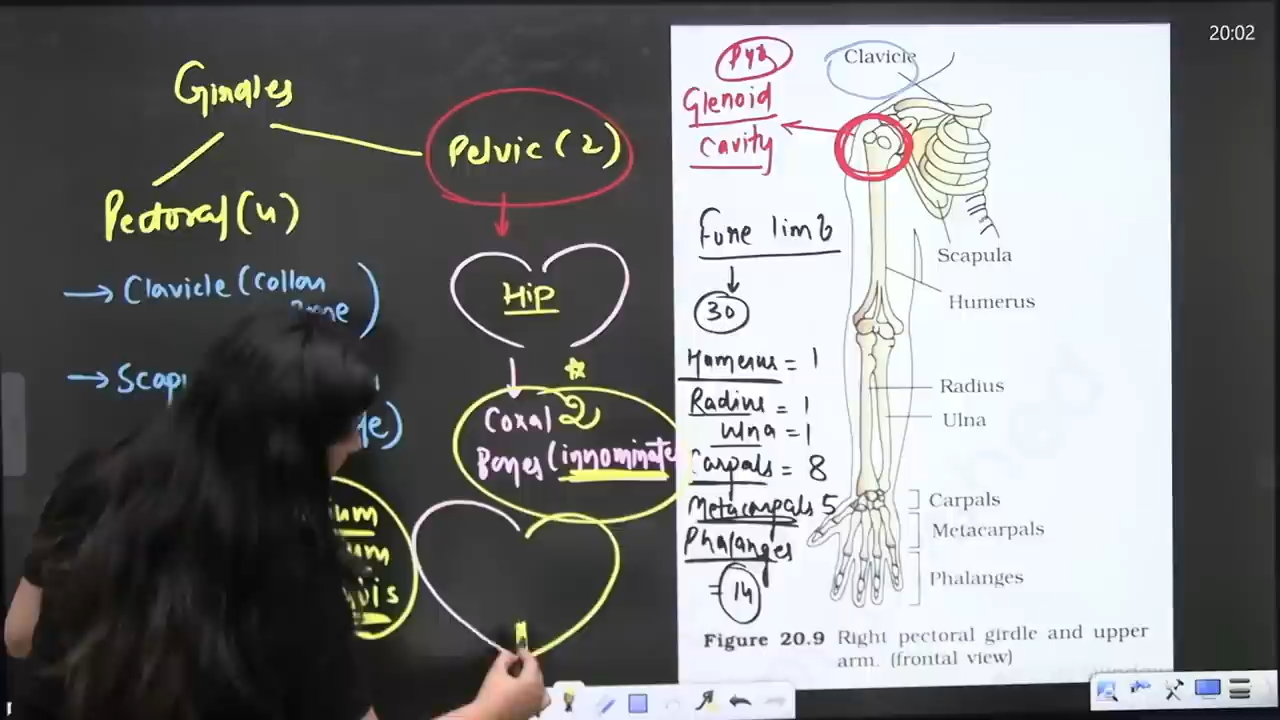 20:02
Girdles
Pelvic (2)
Pectoral (4)
→ Clavicle (Collar
→ Scap
Hip
Coxal 2
Bones (innominate
ium
um
PYQ
Glenoid
cavity
Fore limb
30
Humerus = 1
Radius = 1
Ulna = 1
Carpals = 8
Metacarpals 5
Phalanges
= 14
Clavicle
Scapula
Humerus
Radius
Ulna
Carpals
Metacarpals
Phalanges
Figure 20.9 Right pectoral girdle and upper
arm. (frontal view)